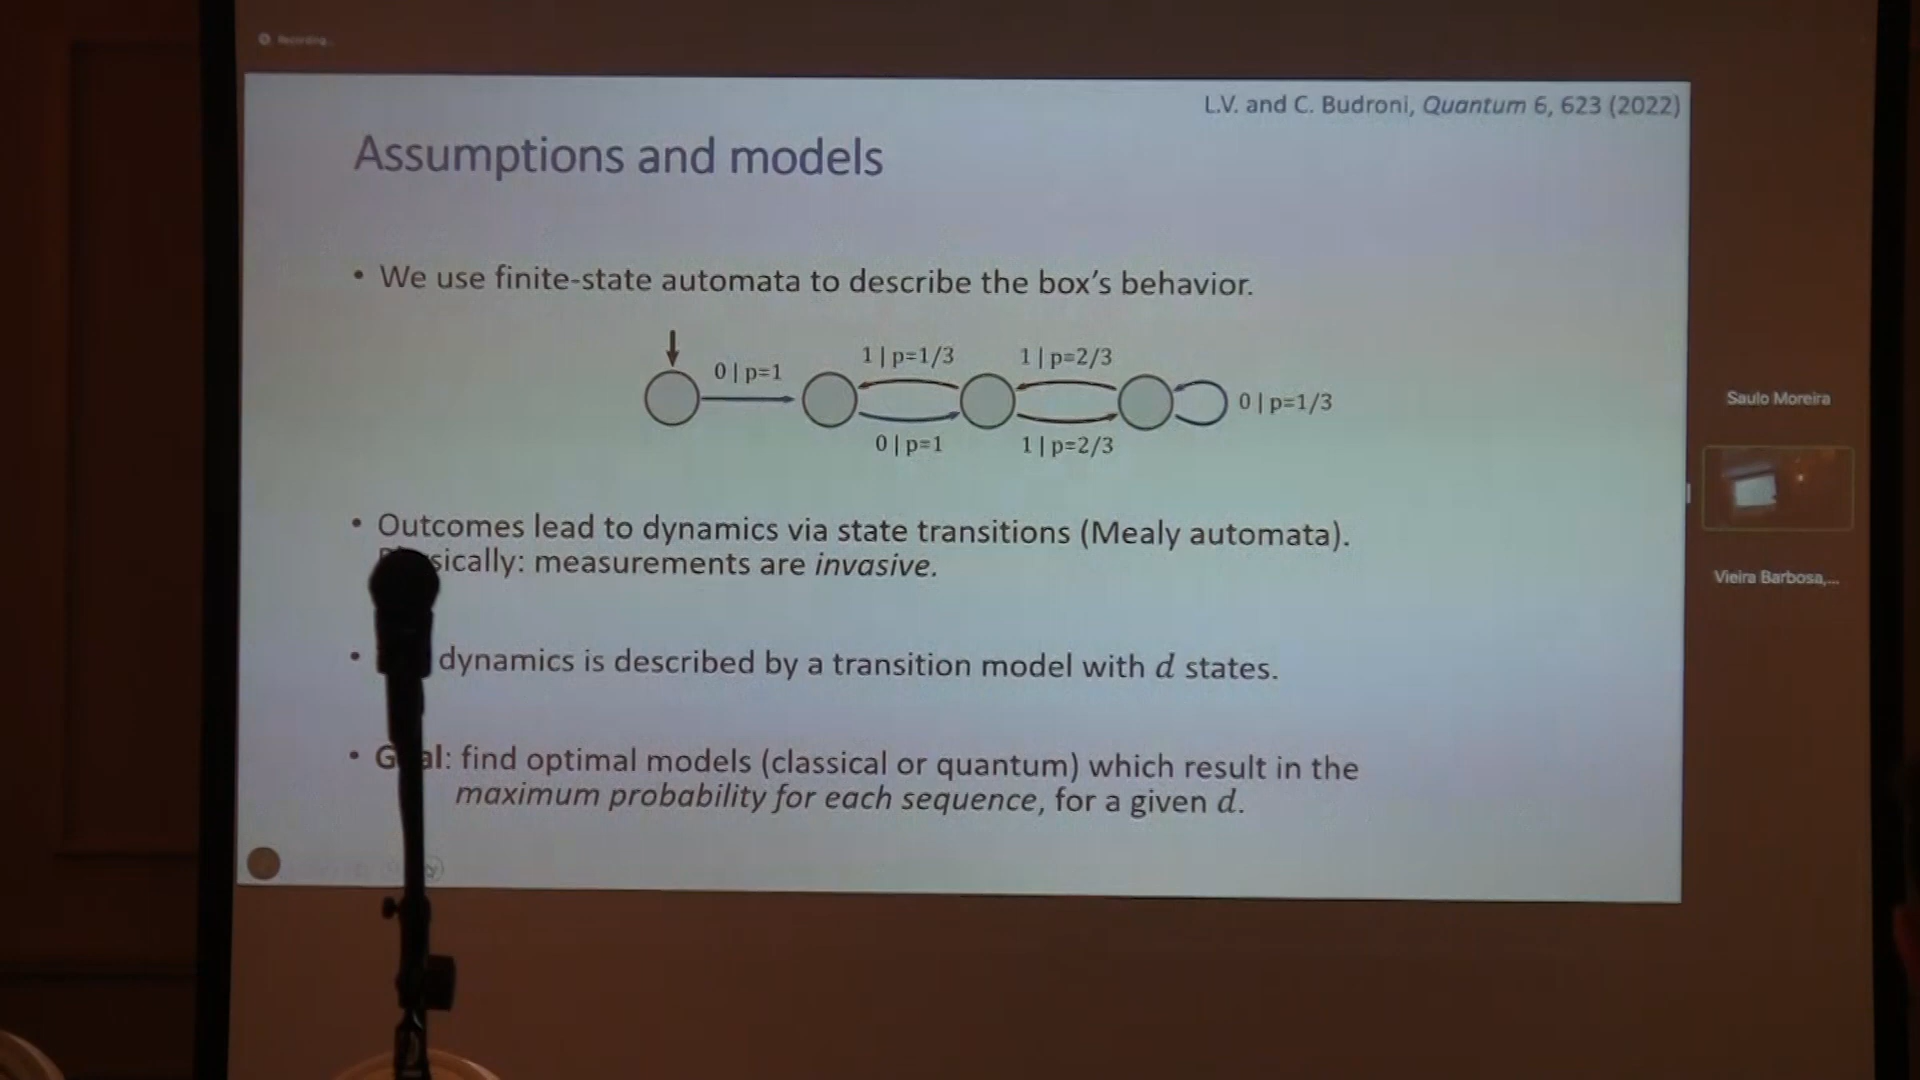 Recording...
L.V. and C. Budroni, Quantum 6, 623 (2022)
Assumptions and models
• We use finite-state automata to describe the box's behavior.
0 | p=1
1 | p=1/3
1 | p=2/3
0 | p=1/3
0 | p=1
1 | p=2/3
• Outcomes lead to dynamics via state transitions (Mealy automata).
sically: measurements are invasive.
• dynamics is described by a transition model with d states.
• G al: find optimal models (classical or quantum) which result in the
maximum probability for each sequence, for a given d.
Saulo Moreira
Vieira Barbosa,...